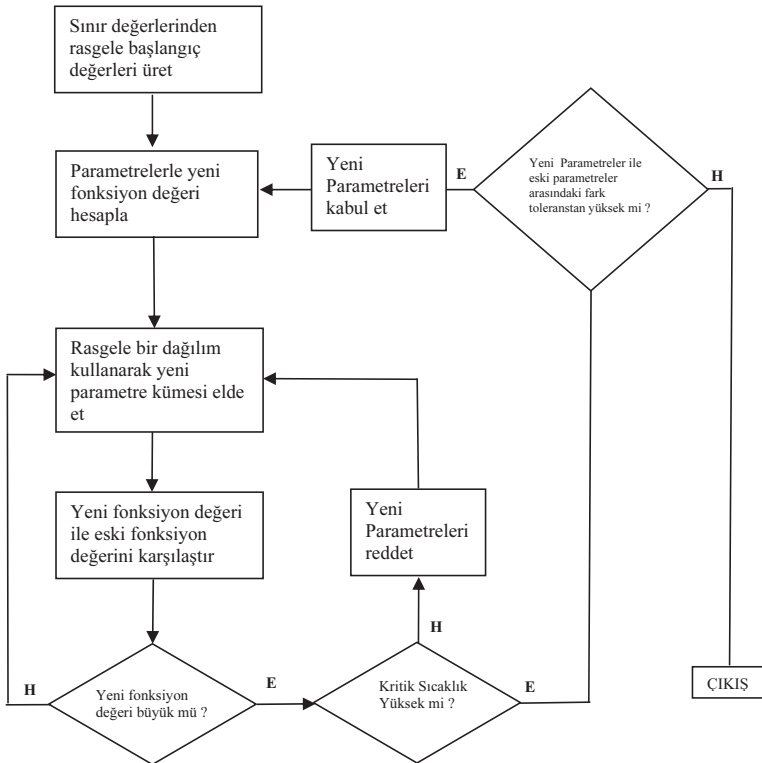 Sınır değerlerinden
rasgele başlangıç
değerleri üret
Parametrelerle yeni
fonksiyon değeri
hesapla
Yeni
Parametreleri
kabul et
E
Yeni Parametreler ile
eski parametreler
arasındaki fark
toleranstan yüksek mi ?
H
Rasgele bir dağılım
kullanarak yeni
parametre kümesi elde
et
Yeni fonksiyon değeri
ile eski fonksiyon
değerini karşılaştır
Yeni
Parametreleri
reddet
H
H
Yeni fonksiyon
değeri büyük mü ?
E
Kritik Sıcaklık
Yüksek mi ?
E
ÇIKIŞ